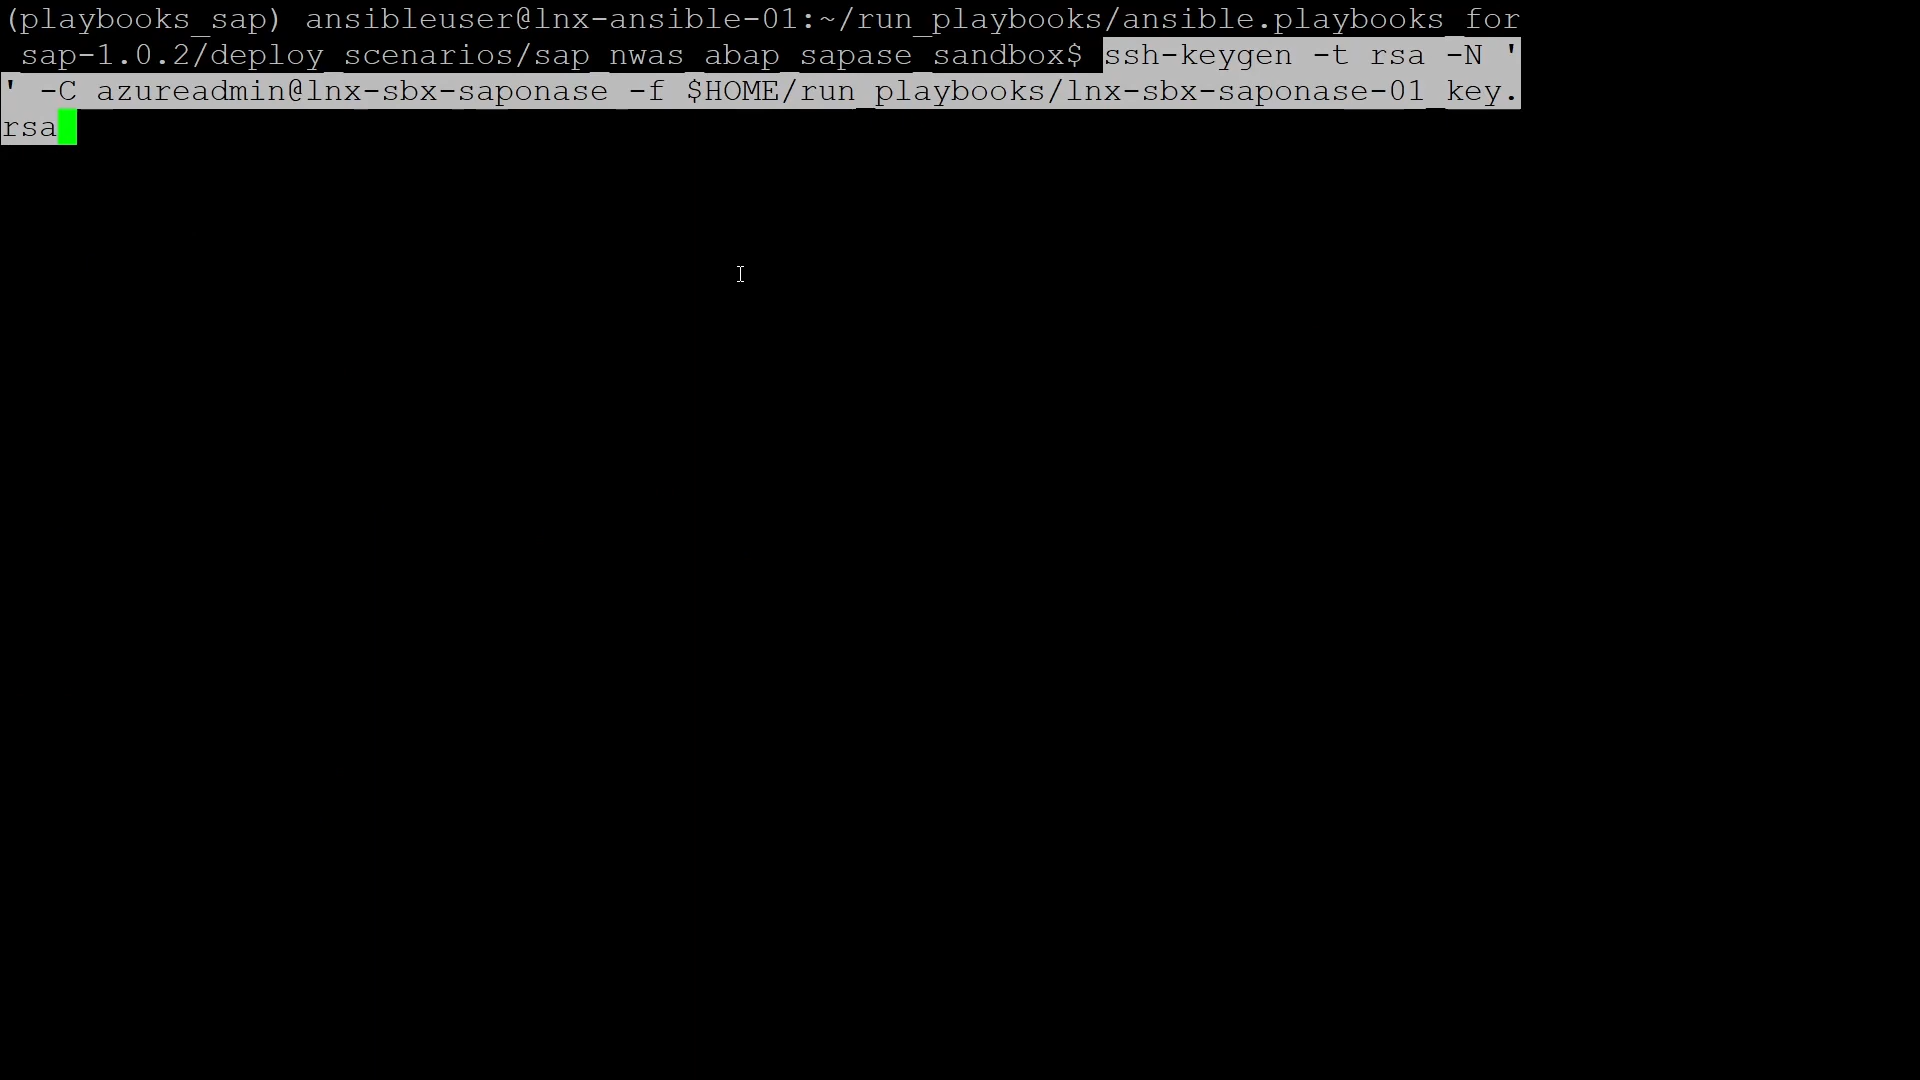 (playbooks_sap) ansibleuser@lnx-ansible-01:~/run_playbooks/ansible.playbooks_for
sap-1.0.2/deploy_scenarios/sap_nwas_abap_sapase_sandbox$ ssh-keygen -t rsa -N '
' -C azureadmin@lnx-sbx-saponase -f $HOME/run_playbooks/lnx-sbx-saponase-01_key.
rsa